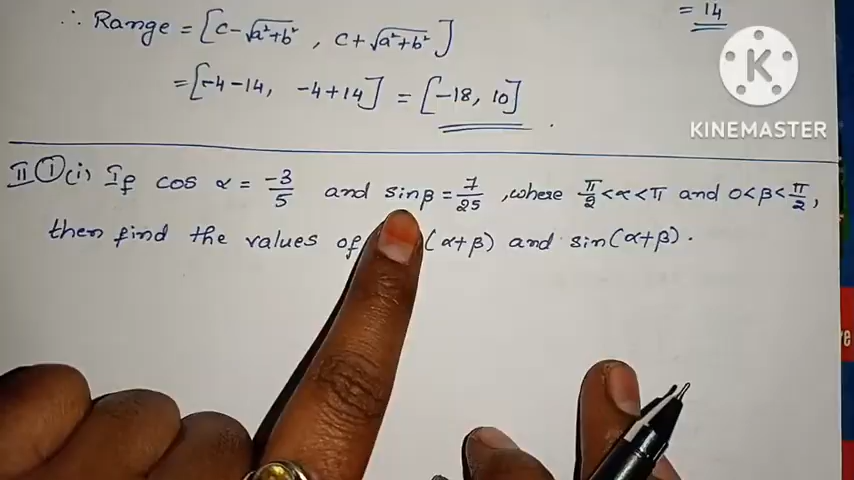 ∴ Range = [c-√a²+b² , c+√a²+b²]
= 14
= [-4-14, -4+14] = [-18, 10] .
K
KINEMASTER
II ① (i) If cos α = -3/5 and sinβ = 7/25 , where π/2 < α < π and 0 < β < π/2 ,
then find the values of (α+β) and sin(α+β).